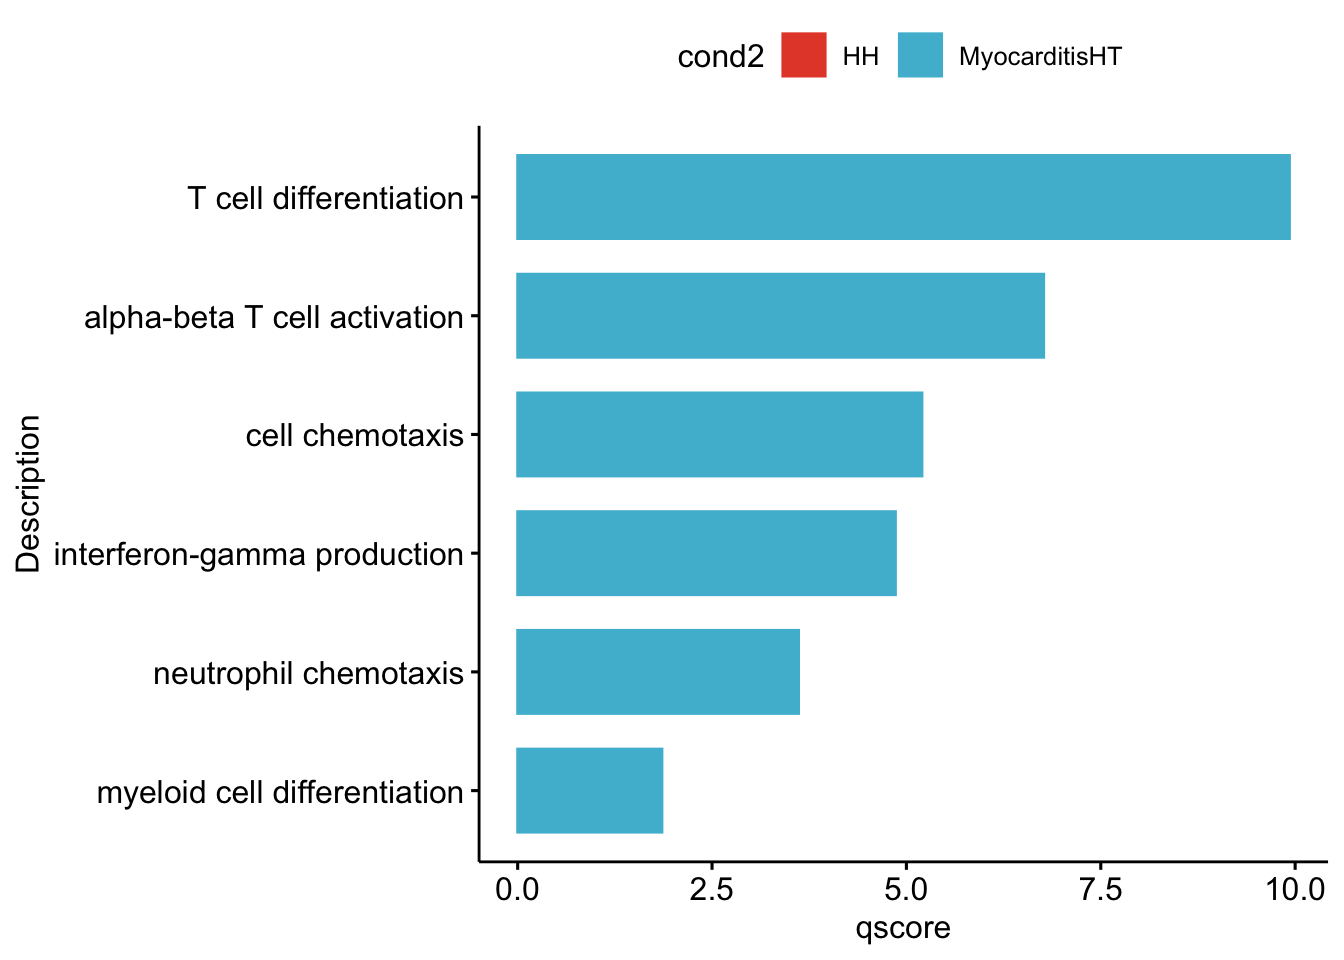 cond2 HH MyocarditisHT
T cell differentiation
alpha-beta T cell activation
cell chemotaxis
interferon-gamma production
neutrophil chemotaxis
myeloid cell differentiation
Description
0.0 2.5 5.0 7.5 10.0
qscore